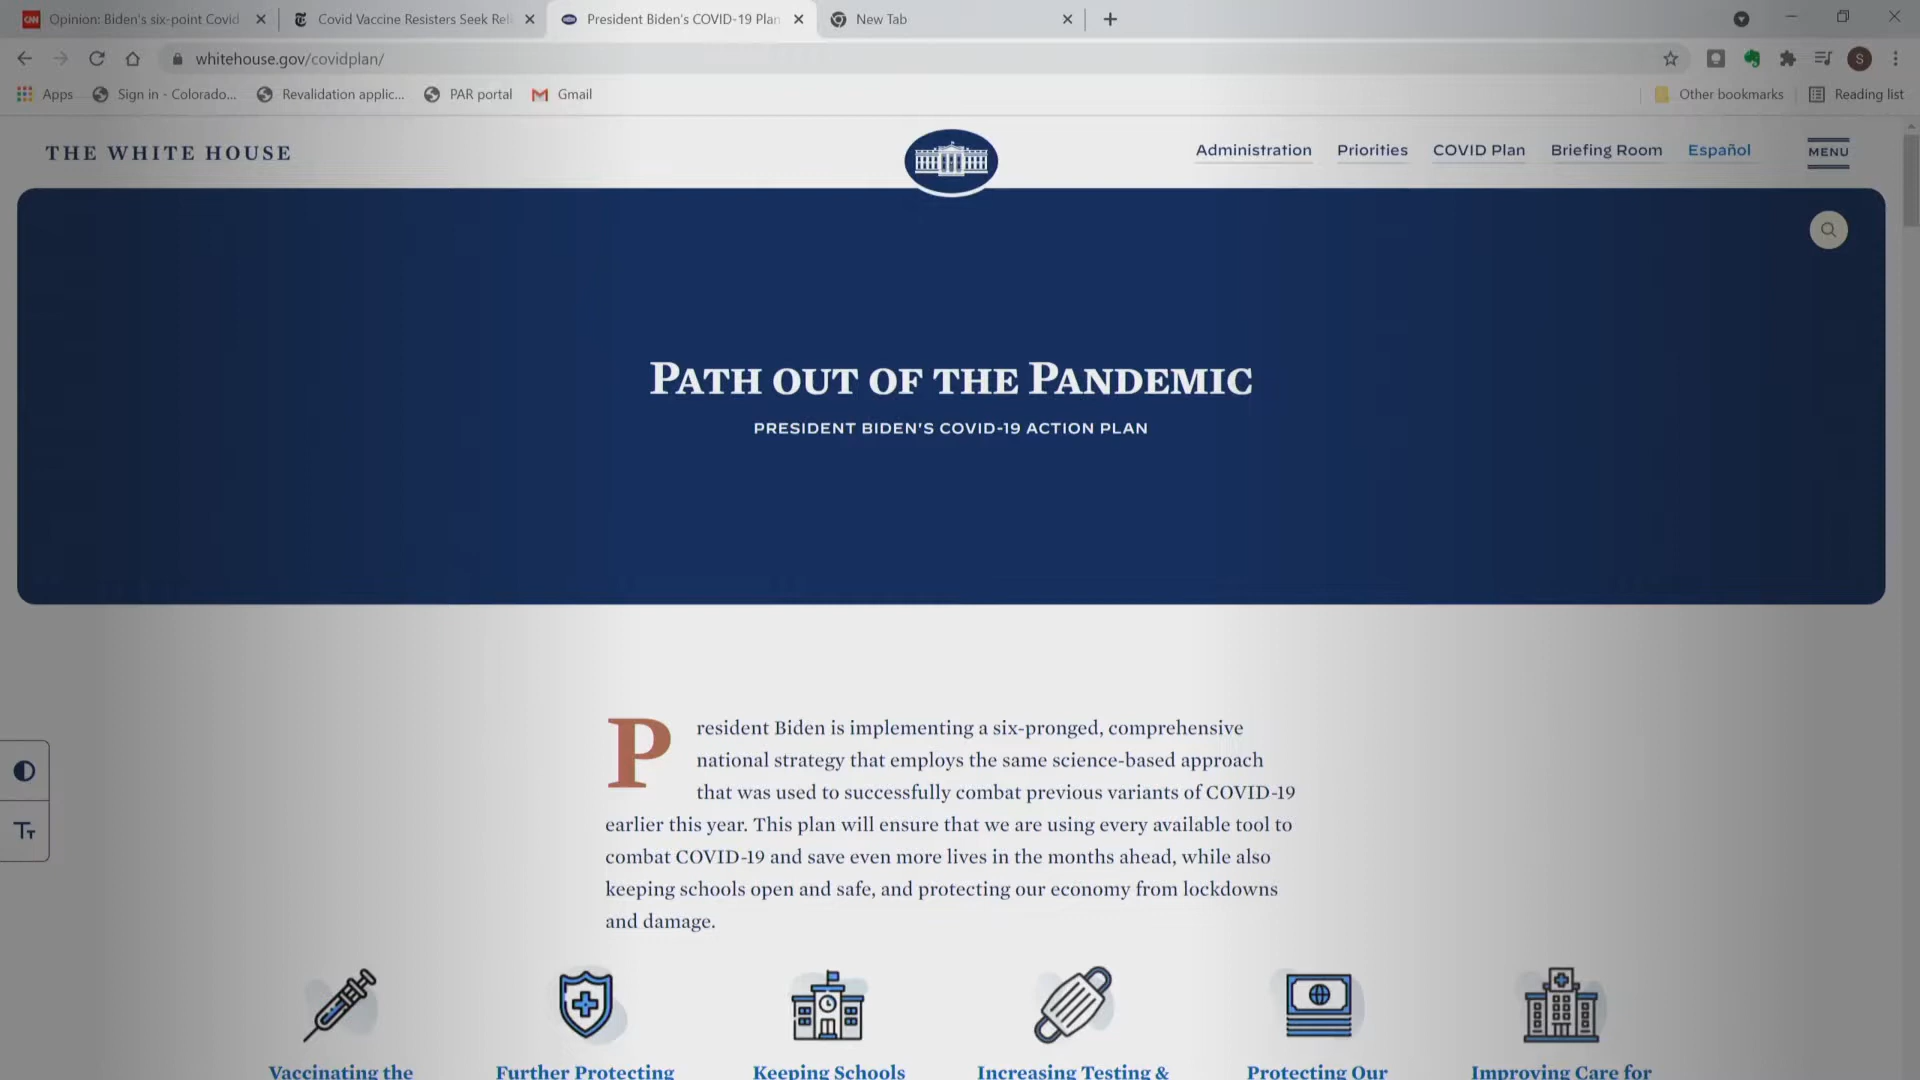 Opinion: Biden's six-point Covid
Covid Vaccine Resisters Seek Reli
President Biden's COVID-19 Plan
New Tab
whitehouse.gov/covidplan/
S
Apps
Sign in - Colorado...
Revalidation applic...
PAR portal
Gmail
Other bookmarks
Reading list
THE WHITE HOUSE
Administration
Priorities
COVID Plan
Briefing Room
Español
MENU
PATH OUT OF THE PANDEMIC
PRESIDENT BIDEN'S COVID-19 ACTION PLAN
President Biden is implementing a six-pronged, comprehensive
national strategy that employs the same science-based approach
that was used to successfully combat previous variants of COVID-19
earlier this year. This plan will ensure that we are using every available tool to
combat COVID-19 and save even more lives in the months ahead, while also
keeping schools open and safe, and protecting our economy from lockdowns
and damage.
Tт
Vaccinating the
Further Protecting
Keeping Schools
Increasing Testing &
Protecting Our
Improving Care for